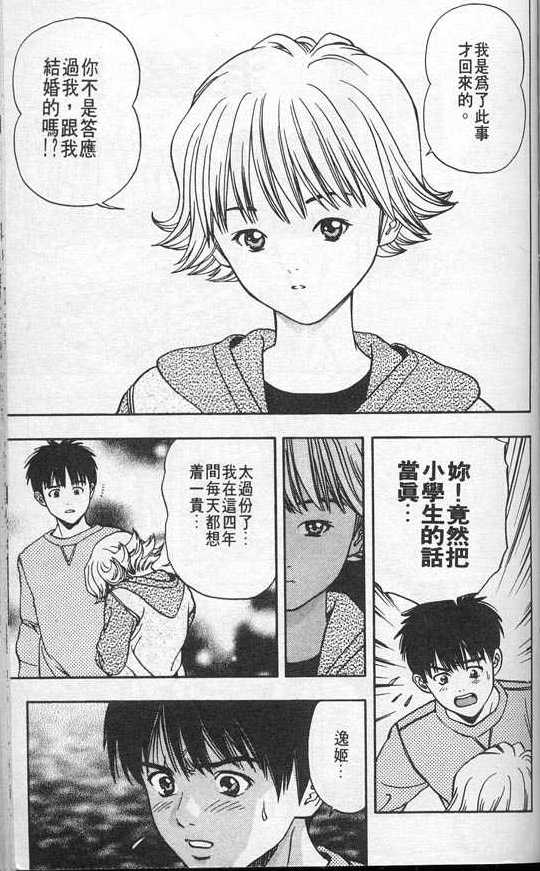 我是爲了此事
才回來的。
你不是答應
過我，跟我
結婚的嗎!?
妳！竟然把
小學生的話
當眞…
太過份了…
我在這四年
間每天都想
着一貴…
逸姬…